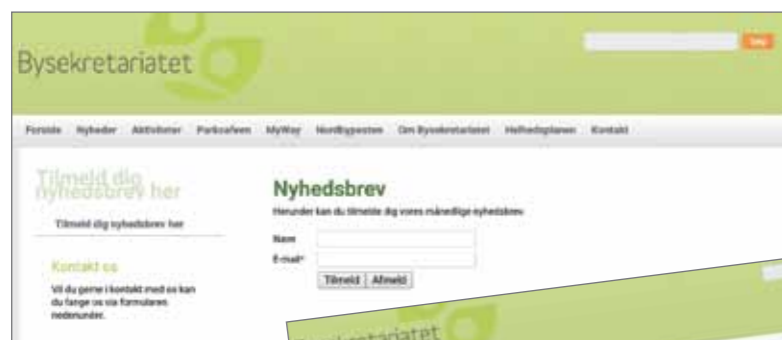 Bysekretariatet
Søg
Forside Nyheder Aktiviteter Parkcafeen MyWay Nordbyposten Om Bysekretariatet Helhedsplanen Kontakt
Tilmeld dig
nyhedsbrev her
Tilmeld dig nyhedsbrev her
Kontakt os
Vil du gerne i kontakt med os kan
du fange os via formularen
nedenunder.
Nyhedsbrev
Herunder kan du tilmelde dig vores månedlige nyhedsbrev
Navn
E-mail*
Tilmeld Afmeld
Bysekretariatet